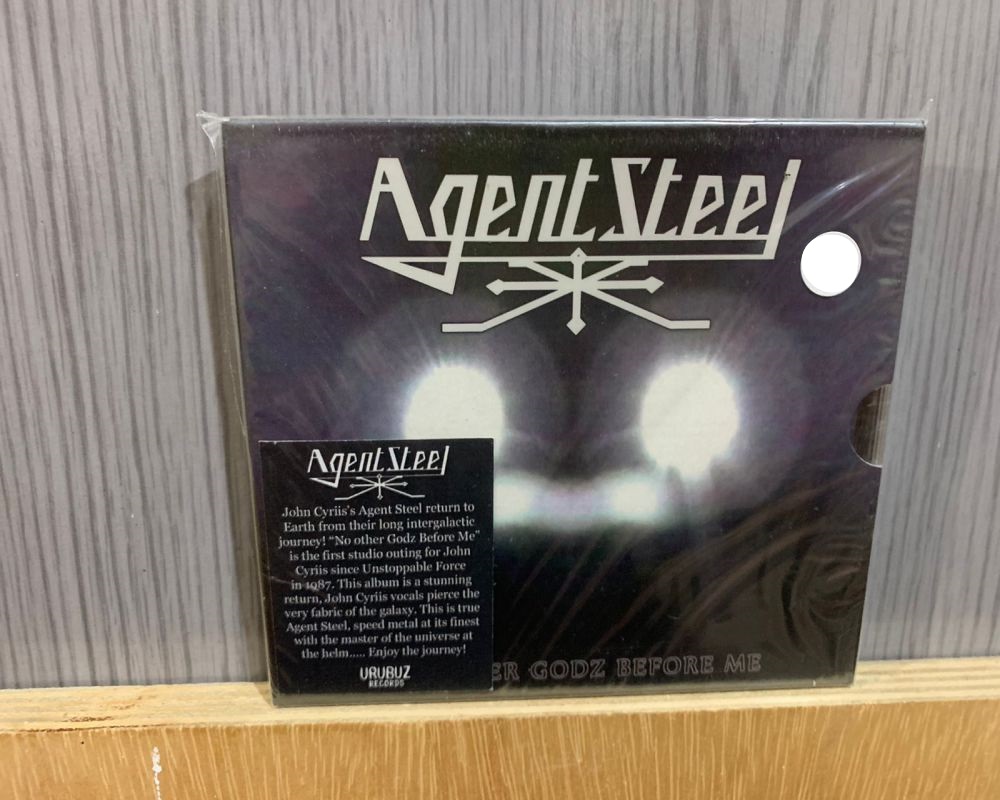 Agent Steel
Agent Steel
John Cyriis's Agent Steel return to
Earth from their long intergalactic
journey! "No other Godz Before Me"
is the first studio outing for John
Cyriis since Unstoppable Force
in 1987. This album is a stunning
return, John Cyriis vocals pierce the
very fabric of the galaxy. This is true
Agent Steel, speed metal at its finest
with the master of the universe at
the helm..... Enjoy the journey!
URUBUZ
RECORDS
ER GODZ BEFORE ME